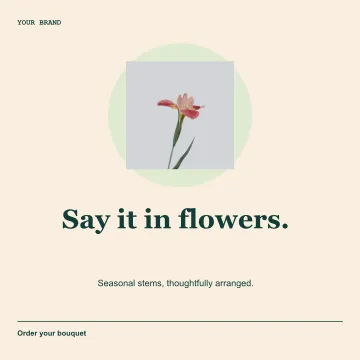 YOUR BRAND
Say it in flowers.
Seasonal stems, thoughtfully arranged.
Order your bouquet